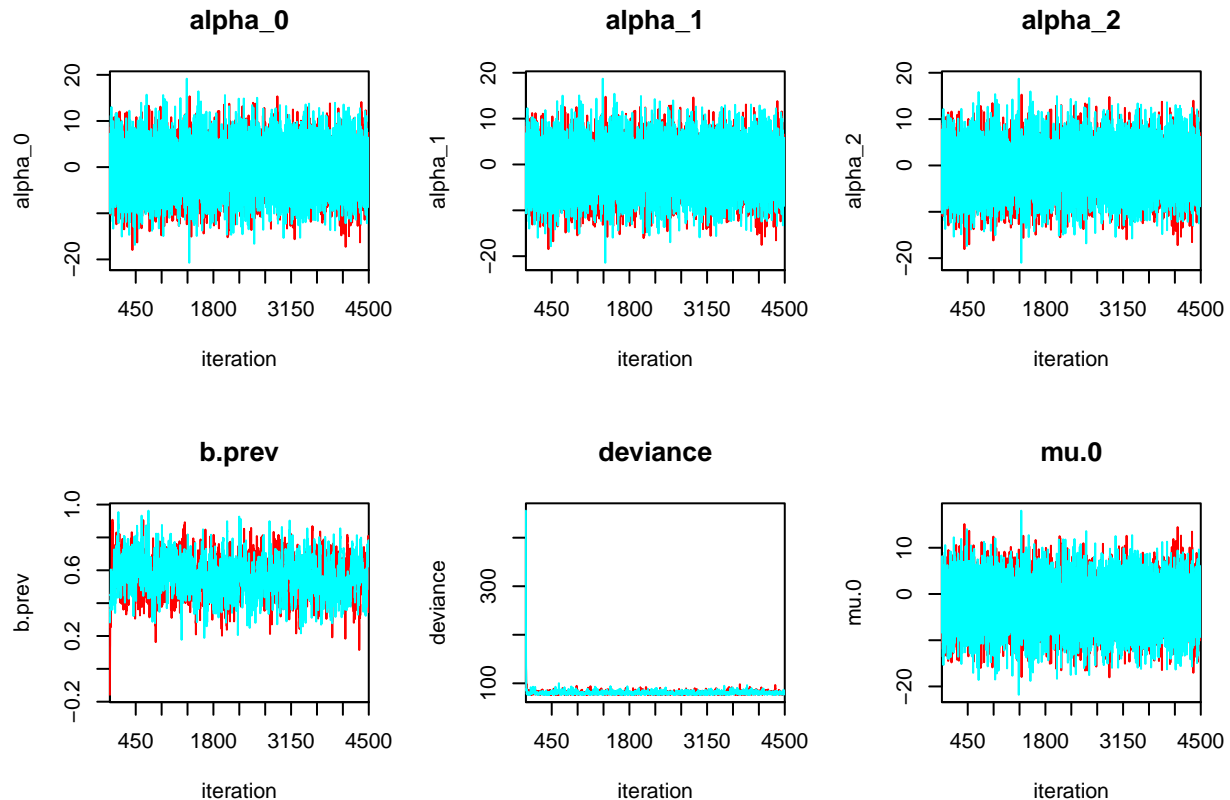 alpha_0 alpha_1 alpha_2
alpha_0
20
10
0
−20
450 1800 3150 4500
iteration
alpha_1
20
10
0
−20
450 1800 3150 4500
iteration
alpha_2
20
10
0
−20
450 1800 3150 4500
iteration
b.prev deviance mu.0
b.prev
1.0
0.6
0.2
−0.2
450 1800 3150 4500
iteration
deviance
300
100
450 1800 3150 4500
iteration
mu.0
10
0
−20
450 1800 3150 4500
iteration